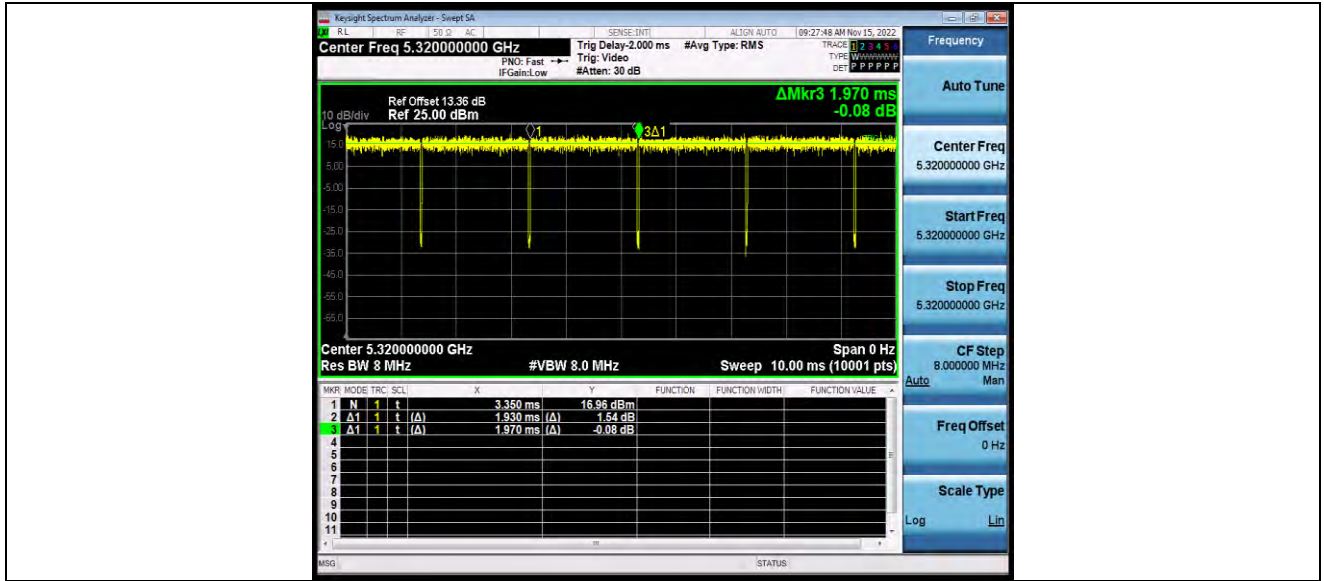 Keysight Spectrum Analyzer - Swept SA
RL RF 50 Ω AC SENSE:INT ALIGN AUTO 09:27:48 AM Nov 15, 2022
Center Freq 5.320000000 GHz
PNO: Fast
IFGain:Low
Trig Delay-2.000 ms
Trig: Video
#Atten: 30 dB
#Avg Type: RMS
TRACE 1 2 3 4 5 6
TYPE WWWWWW
DET P P P P P P
ΔMkr3 1.970 ms
-0.08 dB
Ref Offset 13.36 dB
10 dB/div Ref 25.00 dBm
Log
1
3Δ1
15.0
5.00
-5.00
-15.0
-25.0
-35.0
-45.0
-55.0
-65.0
Center 5.320000000 GHz Span 0 Hz
Res BW 8 MHz #VBW 8.0 MHz Sweep 10.00 ms (10001 pts)
MKR MODE TRC SCL X Y FUNCTION FUNCTION WIDTH FUNCTION VALUE
1 N 1 t 3.350 ms 16.96 dBm
2 Δ1 1 t (Δ) 1.930 ms (Δ) 1.54 dB
3 Δ1 1 t (Δ) 1.970 ms (Δ) -0.08 dB
4
5
6
7
8
9
10
11
MSG STATUS
Frequency
Auto Tune
Center Freq
5.320000000 GHz
Start Freq
5.320000000 GHz
Stop Freq
5.320000000 GHz
CF Step
8.000000 MHz
Auto Man
Freq Offset
0 Hz
Scale Type
Log Lin